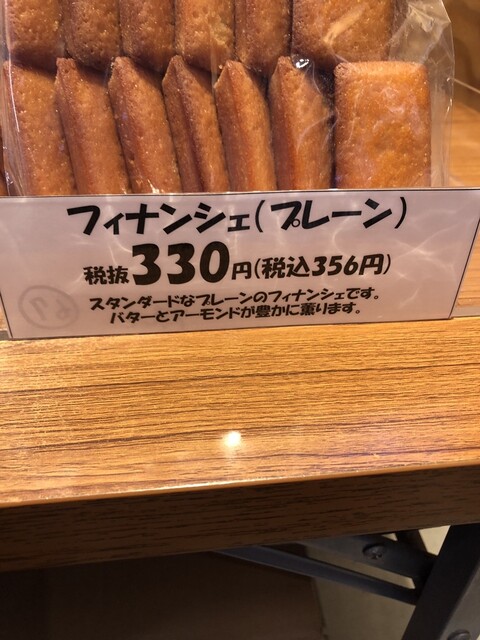 フィナンシェ(プレーン)
税抜330円(税込356円)
スタンダードなプレーンのフィナンシェです。
バターとアーモンドが豊かに薫ります。